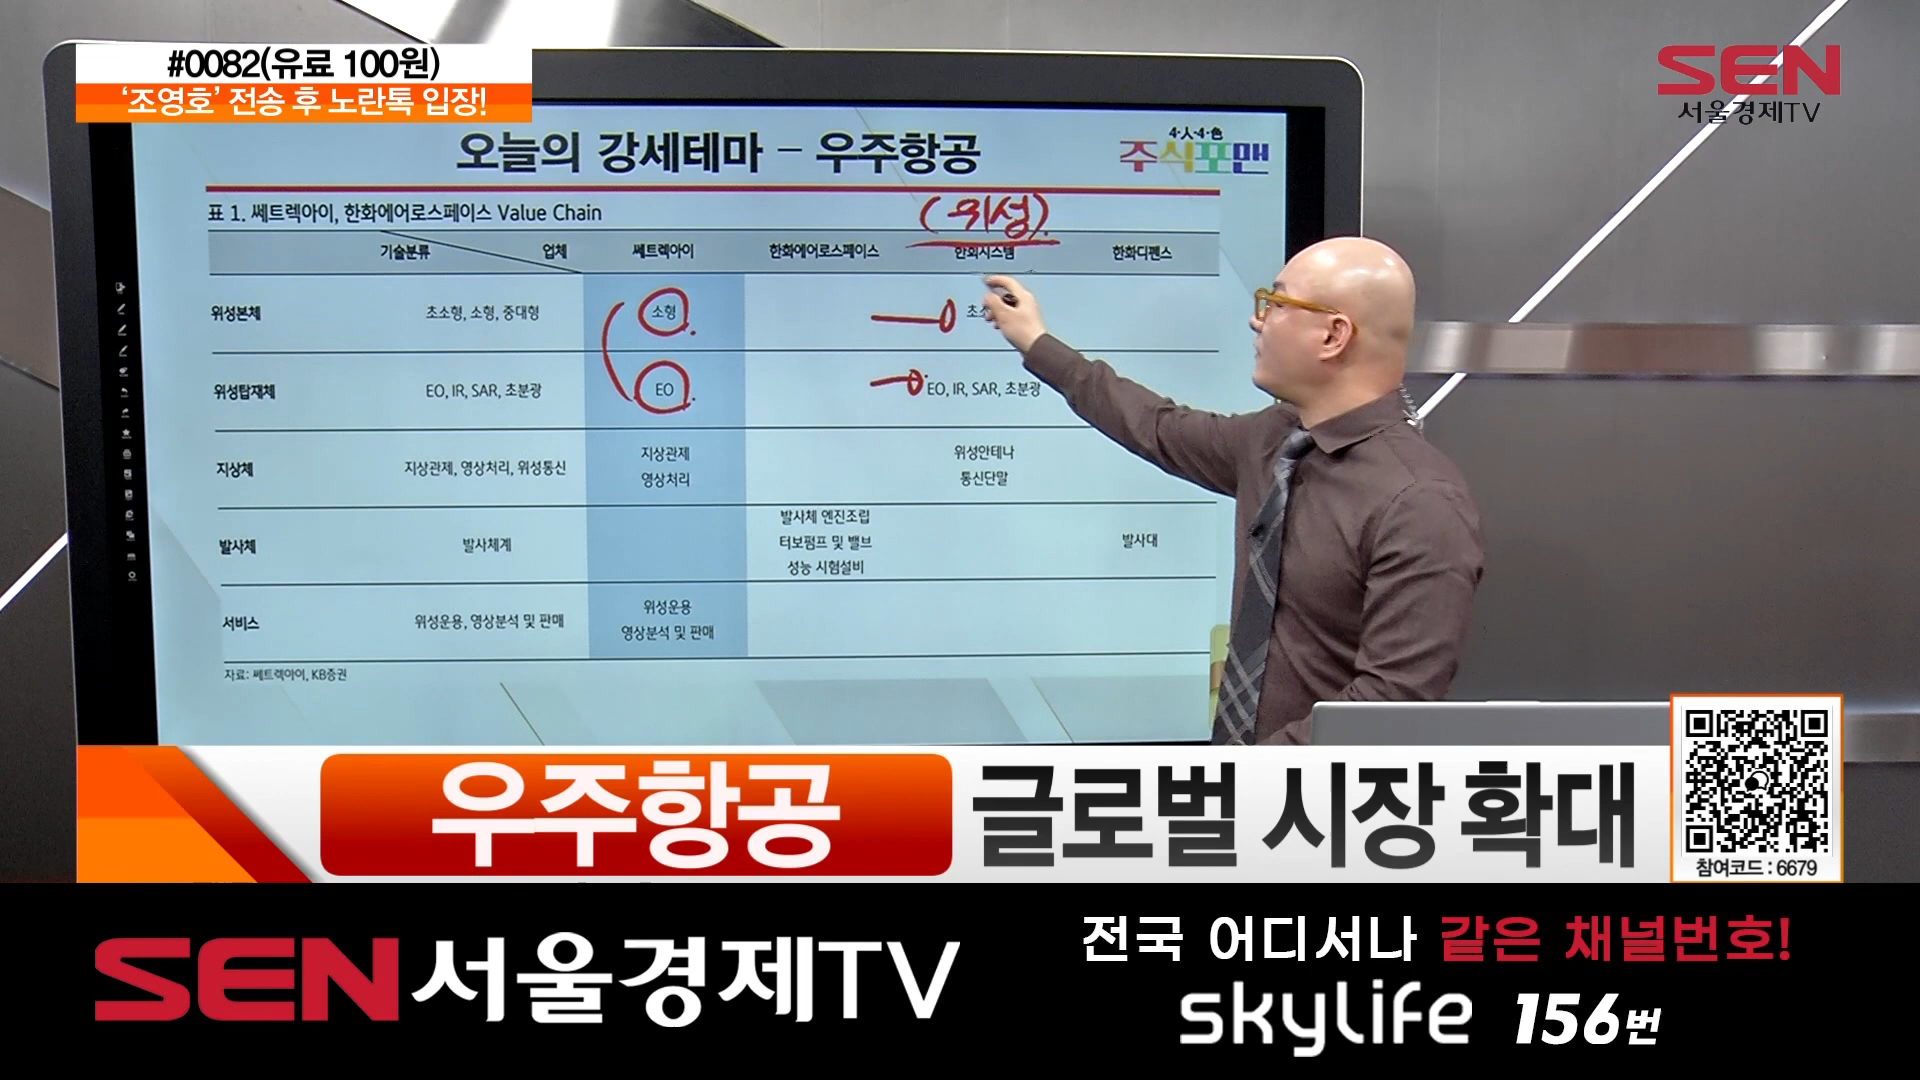 #0082(유료 100원)
‘조영호’ 전송 후 노란톡 입장!
SEN
서울경제TV
오늘의 강세테마 – 우주항공
4·人·4·色
주식포맨
표 1. 쎄트렉아이, 한화에어로스페이스 Value Chain
(위성).
기술분류 업체 쎄트렉아이 한화에어로스페이스 한화시스템 한화디펜스
위성본체 초소형, 소형, 중대형 소형 초소
위성탑재체 EO, IR, SAR, 초분광 EO EO, IR, SAR, 초분광
지상체 지상관제, 영상처리, 위성통신 지상관제 위성안테나
영상처리 통신단말
발사체 발사체계 발사체 엔진조립 발사대
터보펌프 및 밸브
성능 시험설비
서비스 위성운용, 영상분석 및 판매 위성운용
영상분석 및 판매
자료: 쎄트렉아이, KB증권
우주항공 글로벌 시장 확대
참여코드 : 6679
SEN 서울경제TV
전국 어디서나 같은 채널번호!
skylife 156번